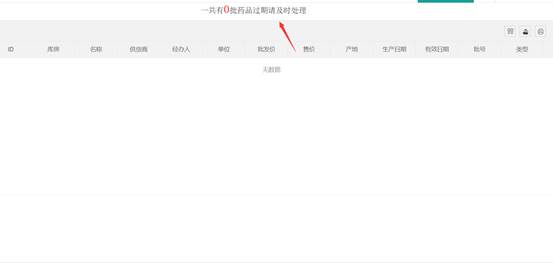 一共有0批药品过期请及时处理
ID 库存 名称 供应商 经办人 单位 批发价 售价 产地 生产日期 有效日期 批号 类型
无数据